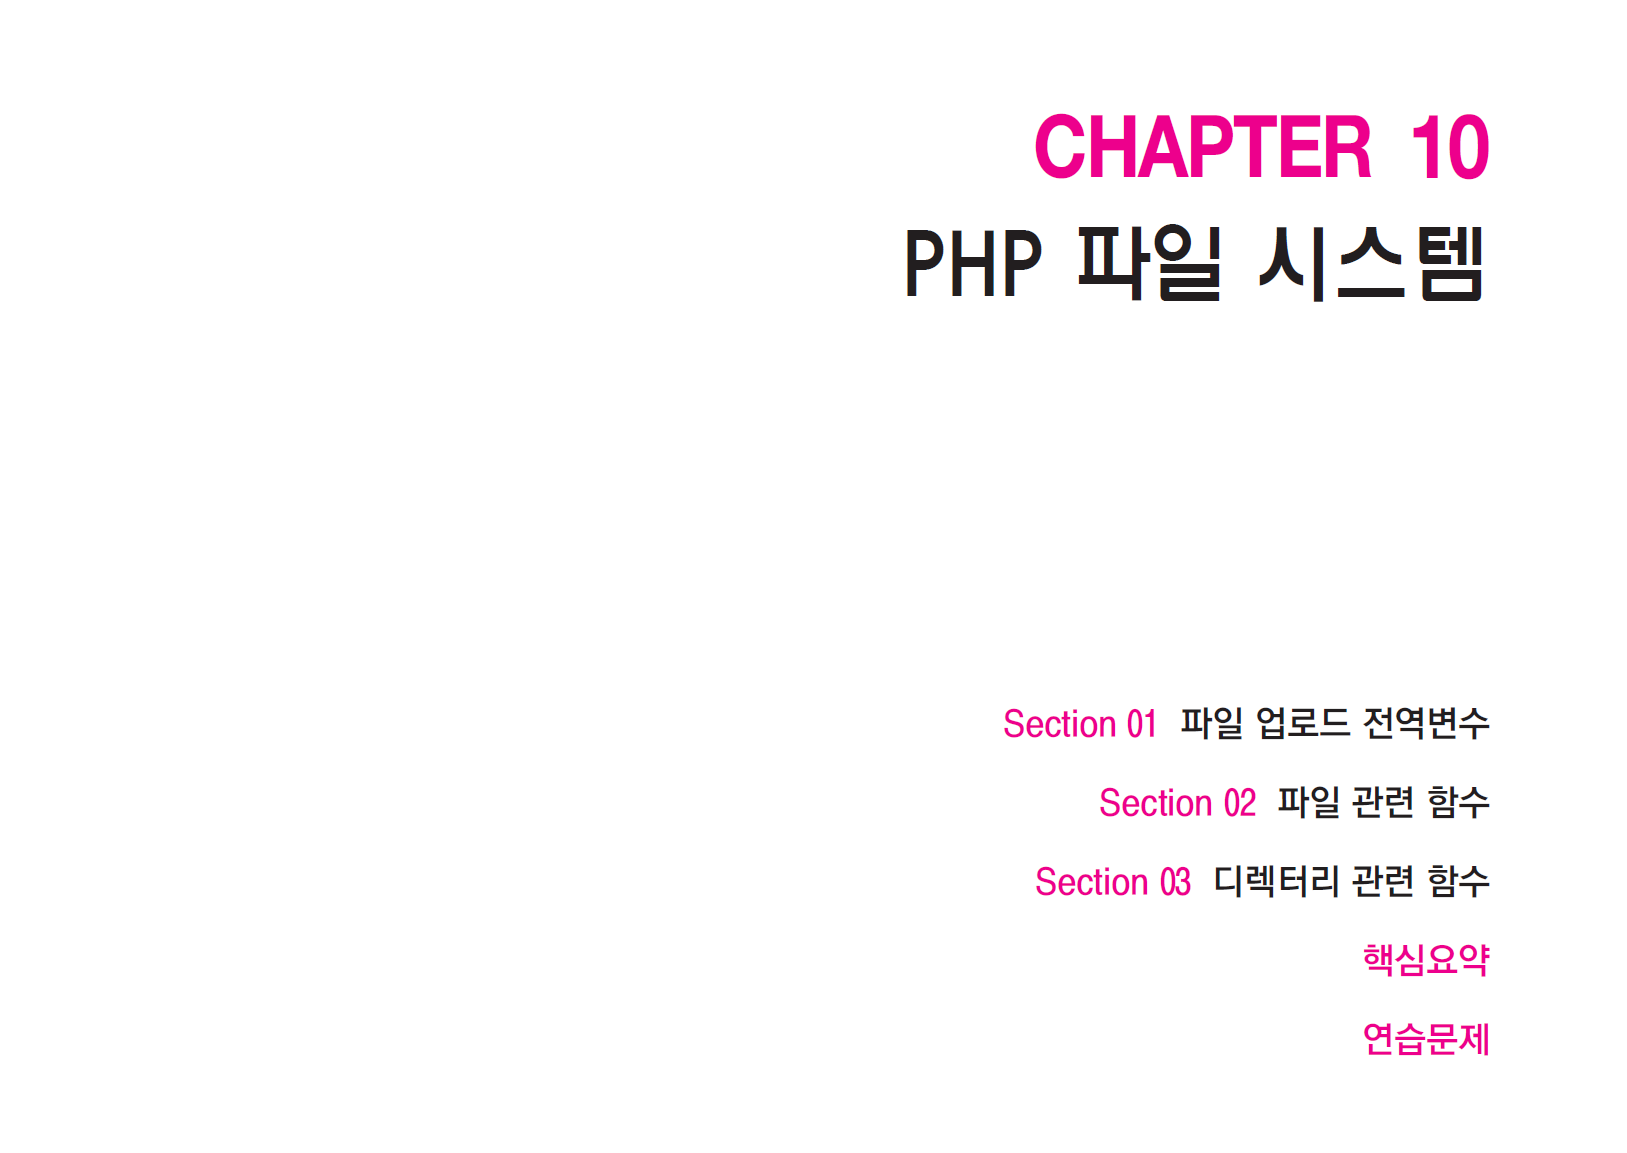 CHAPTER 10
PHP 파일 시스템
Section 01 파일 업로드 전역변수
Section 02 파일 관련 함수
Section 03 디렉터리 관련 함수
핵심요약
연습문제